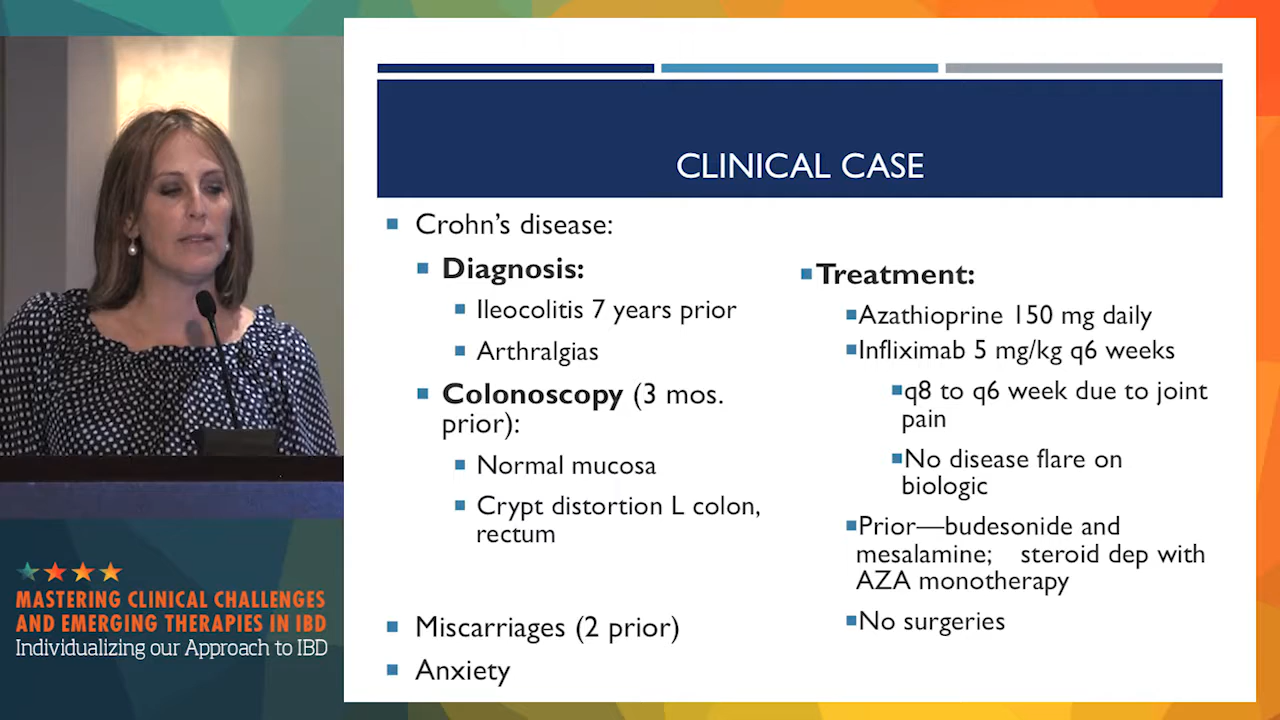 CLINICAL CASE
Crohn's disease:
Diagnosis:
Ileocolitis 7 years prior
Arthralgias
Colonoscopy (3 mos.
prior):
Normal mucosa
Crypt distortion L colon,
rectum
Miscarriages (2 prior)
Anxiety
Treatment:
Azathioprine 150 mg daily
Infliximab 5 mg/kg q6 weeks
q8 to q6 week due to joint
pain
No disease flare on
biologic
Prior—budesonide and
mesalamine; steroid dep with
AZA monotherapy
No surgeries
MASTERING CLINICAL CHALLENGES
AND EMERGING THERAPIES IN IBD
Individualizing our Approach to IBD